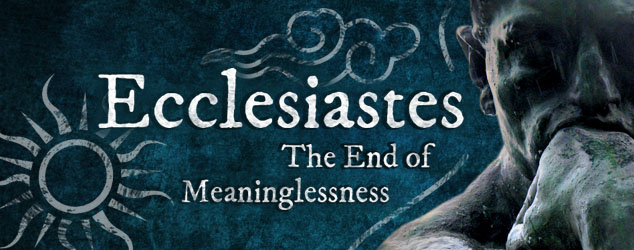 Ecclesiastes
The End of
Meaninglessness